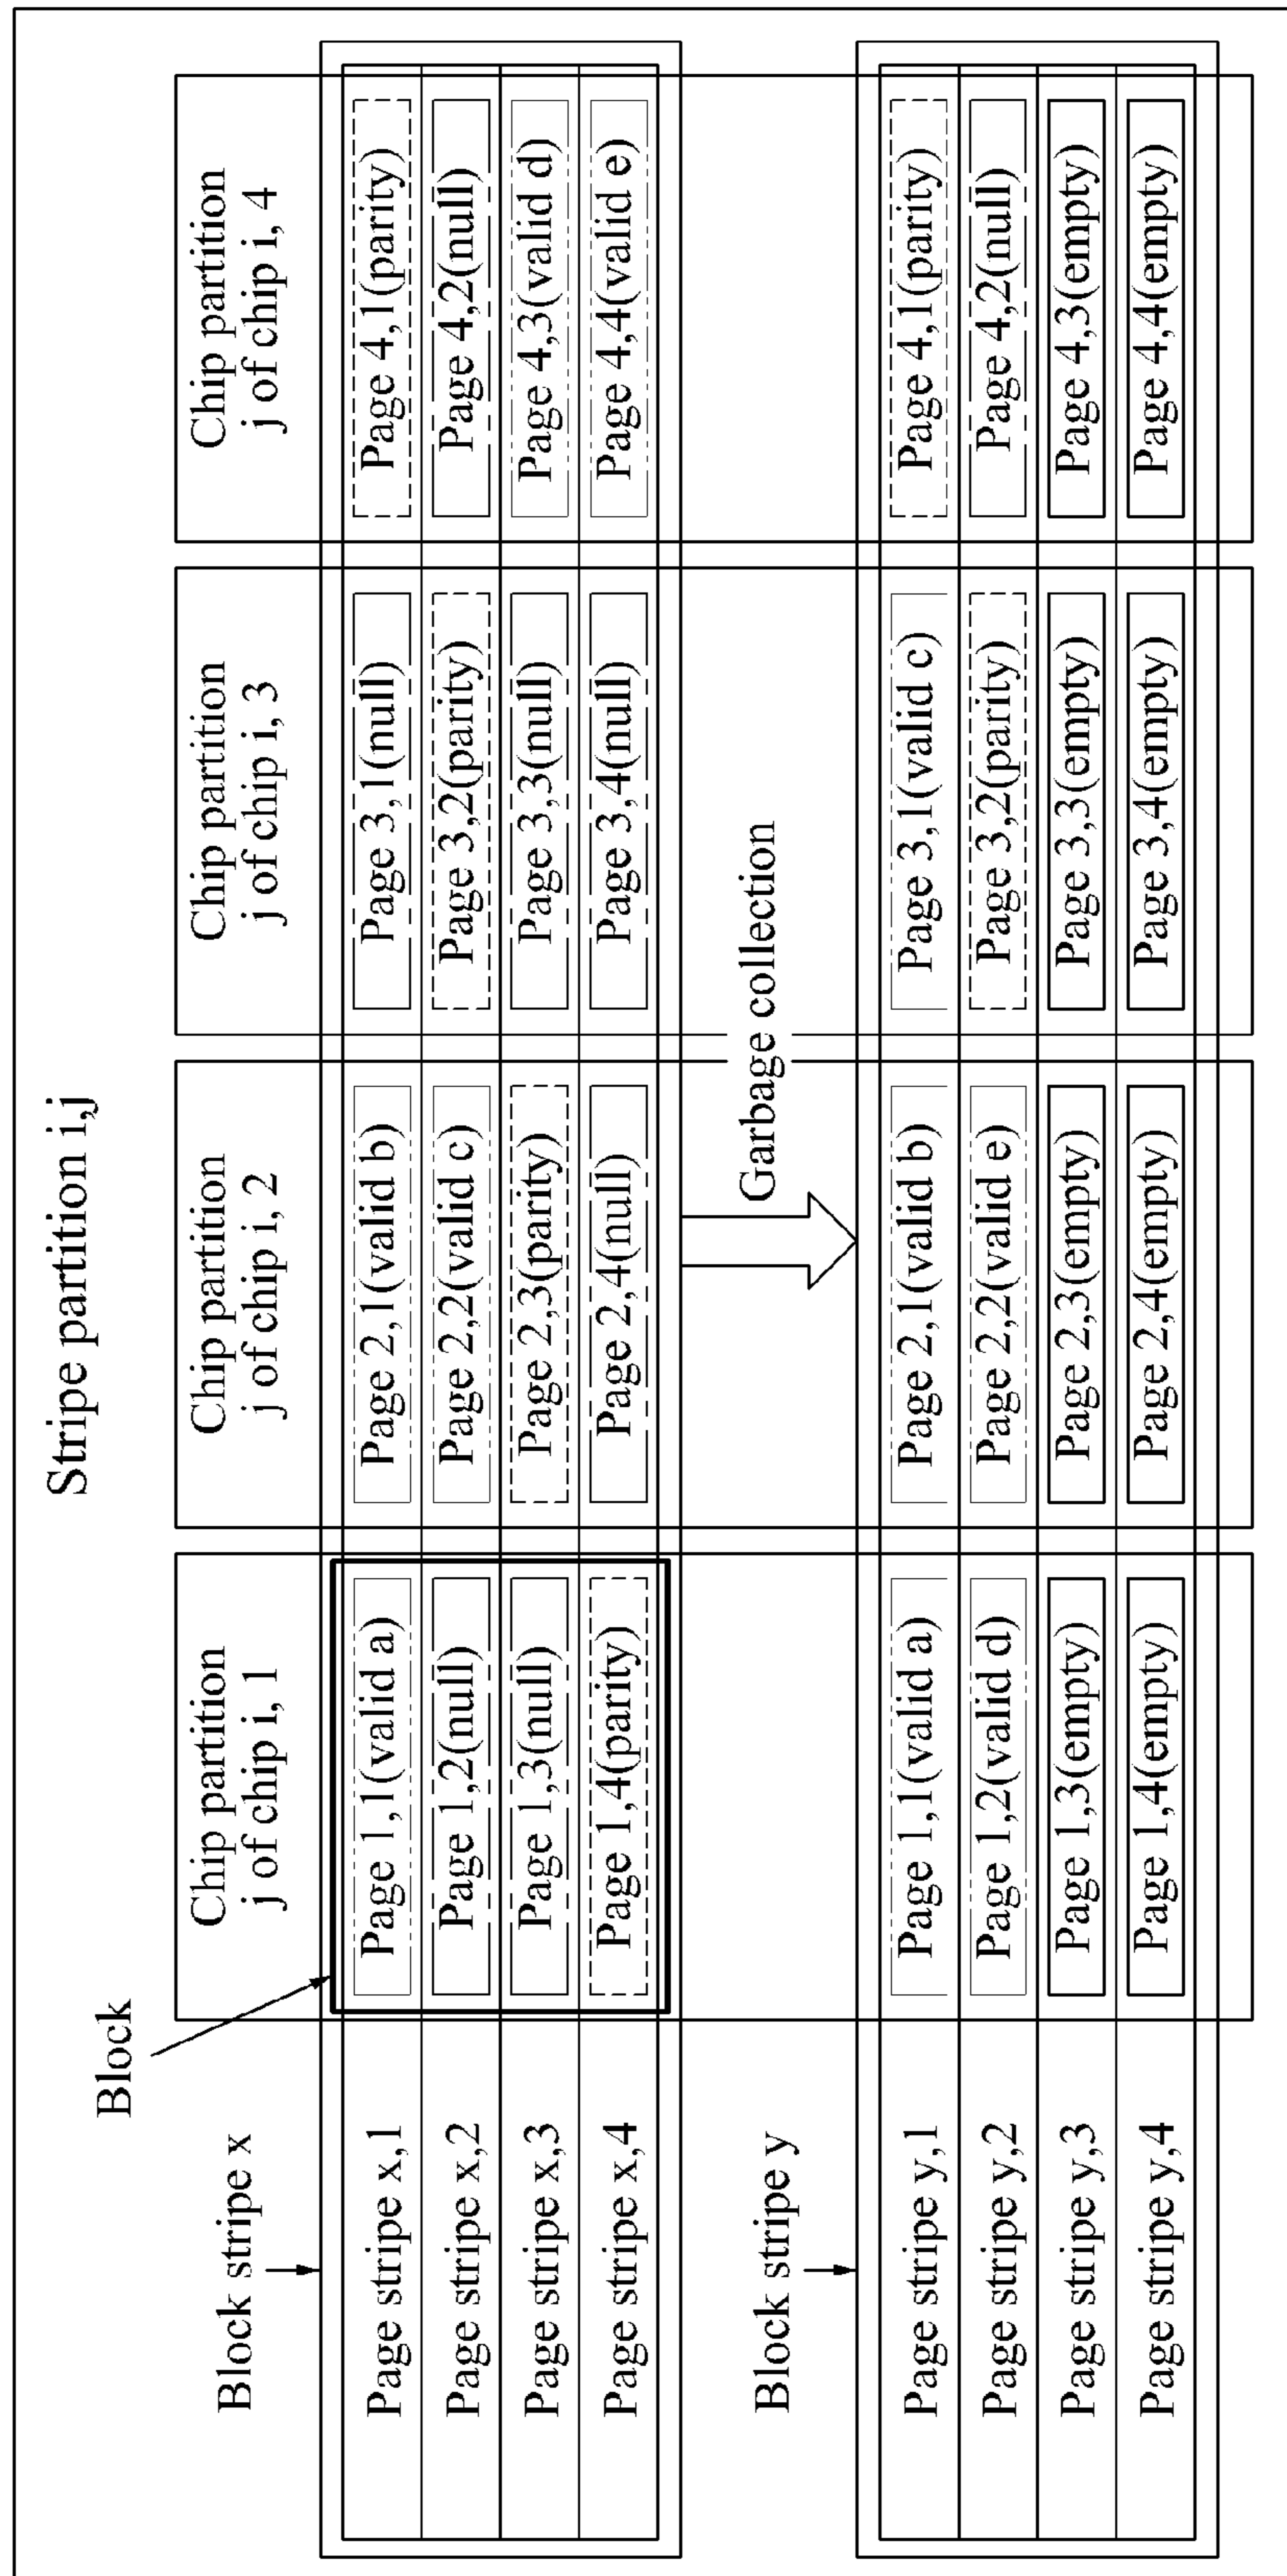 Stripe partition i,j
Block
Chip partition
j of chip i, 1
Chip partition
j of chip i, 2
Chip partition
j of chip i, 3
Chip partition
j of chip i, 4
Block stripe x
Page stripe x,1
Page 1,1(valid a)
Page 2,1(valid b)
Page 3,1(null)
Page 4,1(parity)
Page stripe x,2
Page 1,2(null)
Page 2,2(valid c)
Page 3,2(parity)
Page 4,2(null)
Page stripe x,3
Page 1,3(null)
Page 2,3(parity)
Page 3,3(null)
Page 4,3(valid d)
Page stripe x,4
Page 1,4(parity)
Page 2,4(null)
Page 3,4(null)
Page 4,4(valid e)
Garbage collection
Block stripe y
Page stripe y,1
Page 1,1(valid a)
Page 2,1(valid b)
Page 3,1(valid c)
Page 4,1(parity)
Page stripe y,2
Page 1,2(valid d)
Page 2,2(valid e)
Page 3,2(parity)
Page 4,2(null)
Page stripe y,3
Page 1,3(empty)
Page 2,3(empty)
Page 3,3(empty)
Page 4,3(empty)
Page stripe y,4
Page 1,4(empty)
Page 2,4(empty)
Page 3,4(empty)
Page 4,4(empty)